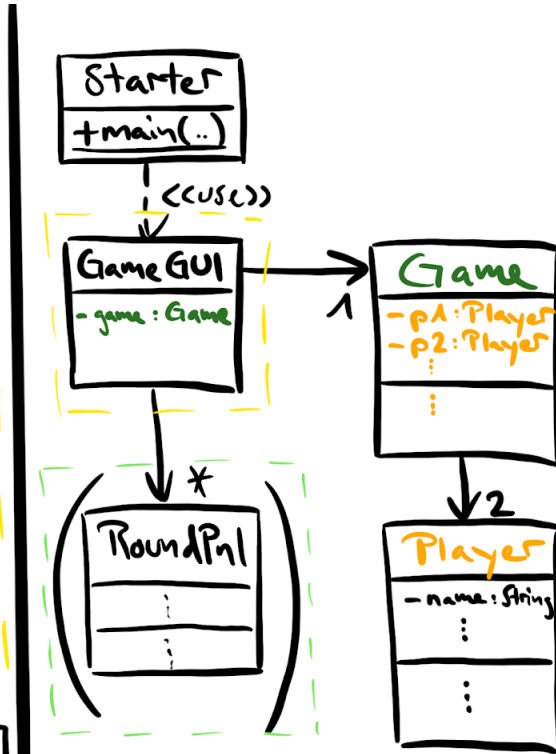 Starter
+main(..)
<<use>>
GameGUI
- game : Game
1
Game
- p1: Player
- p2: Player
⋮
⋮
*
RoundPnl
⋮
⋮
2
Player
- name: String
⋮
⋮